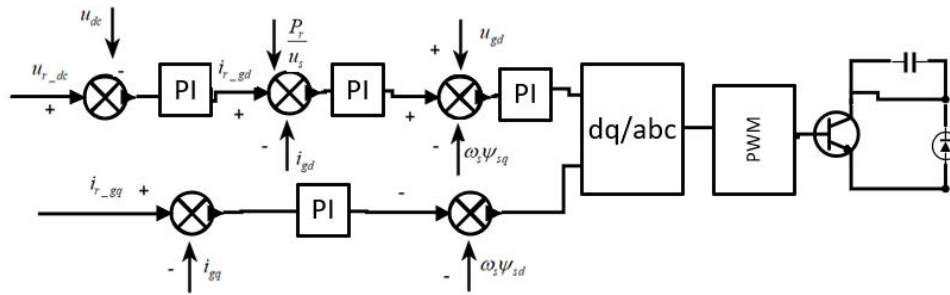 u_dc
P_r
u_s
u_gd
u_r_dc
-
+
PI
i_r_gd
+
-
i_gd
PI
+
+
-
ω_sψ_sq
PI
dq/abc
PWM
i_r_gq
+
-
i_gq
PI
-
-
ω_sψ_sd